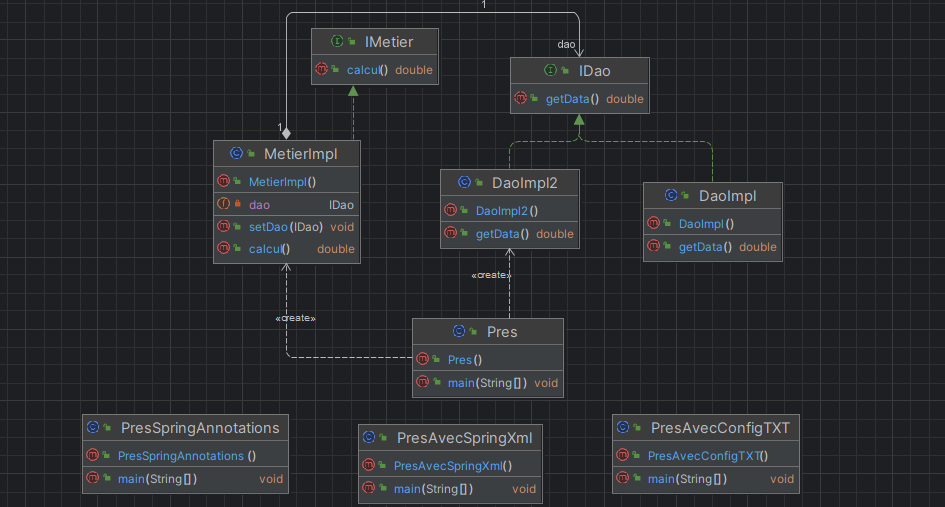 1
IMetier
calcul() double
dao
IDao
getData() double
1
MetierImpl
MetierImpl()
dao IDao
setDao(IDao) void
calcul() double
DaoImpl2
DaoImpl2()
getData() double
DaoImpl
DaoImpl()
getData() double
«create»
«create»
Pres
Pres()
main(String[]) void
PresSpringAnnotations
PresSpringAnnotations()
main(String[]) void
PresAvecSpringXml
PresAvecSpringXml()
main(String[]) void
PresAvecConfigTXT
PresAvecConfigTXT()
main(String[]) void